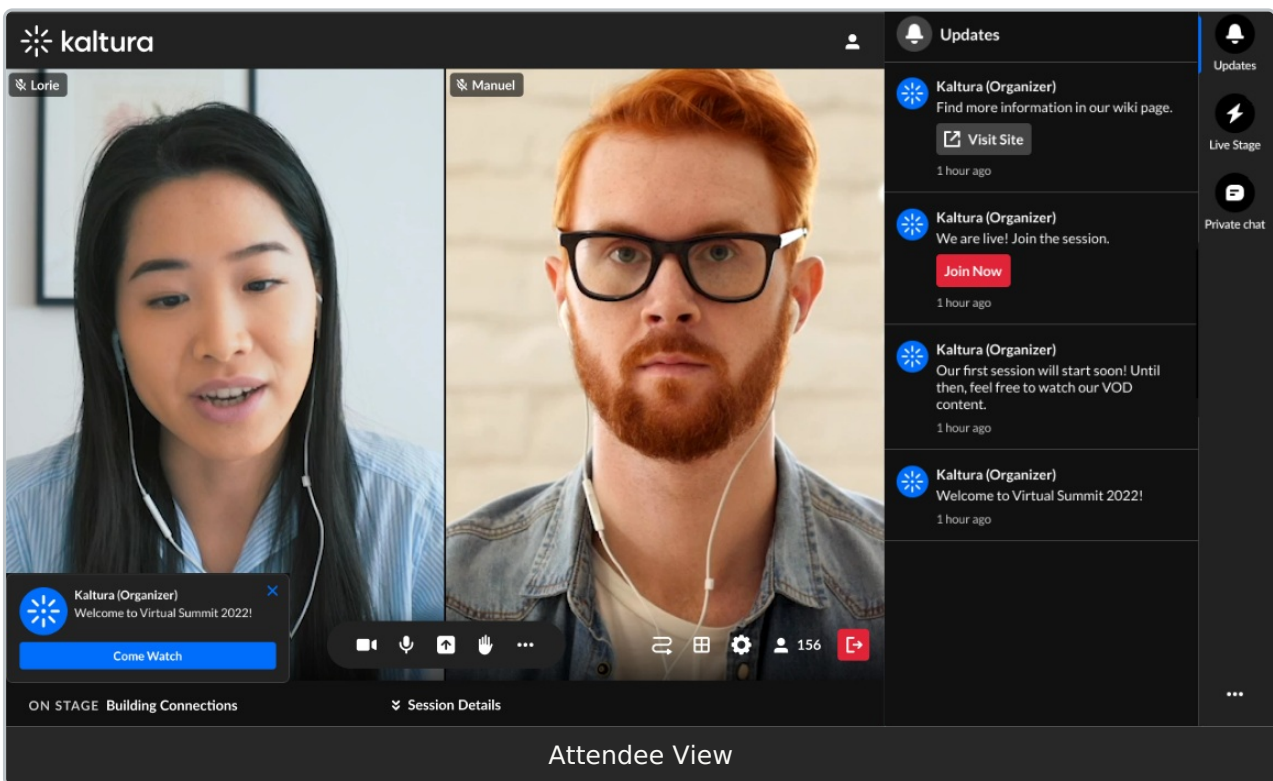 kaltura
Lorie
Manuel
Kaltura (Organizer)
Welcome to Virtual Summit 2022!
Come Watch
156
ON STAGE Building Connections
Session Details
Updates
Kaltura (Organizer)
Find more information in our wiki page.
Visit Site
1 hour ago
Kaltura (Organizer)
We are live! Join the session.
Join Now
1 hour ago
Kaltura (Organizer)
Our first session will start soon! Until
then, feel free to watch our VOD
content.
1 hour ago
Kaltura (Organizer)
Welcome to Virtual Summit 2022!
1 hour ago
Updates
Live Stage
Private chat
Attendee View